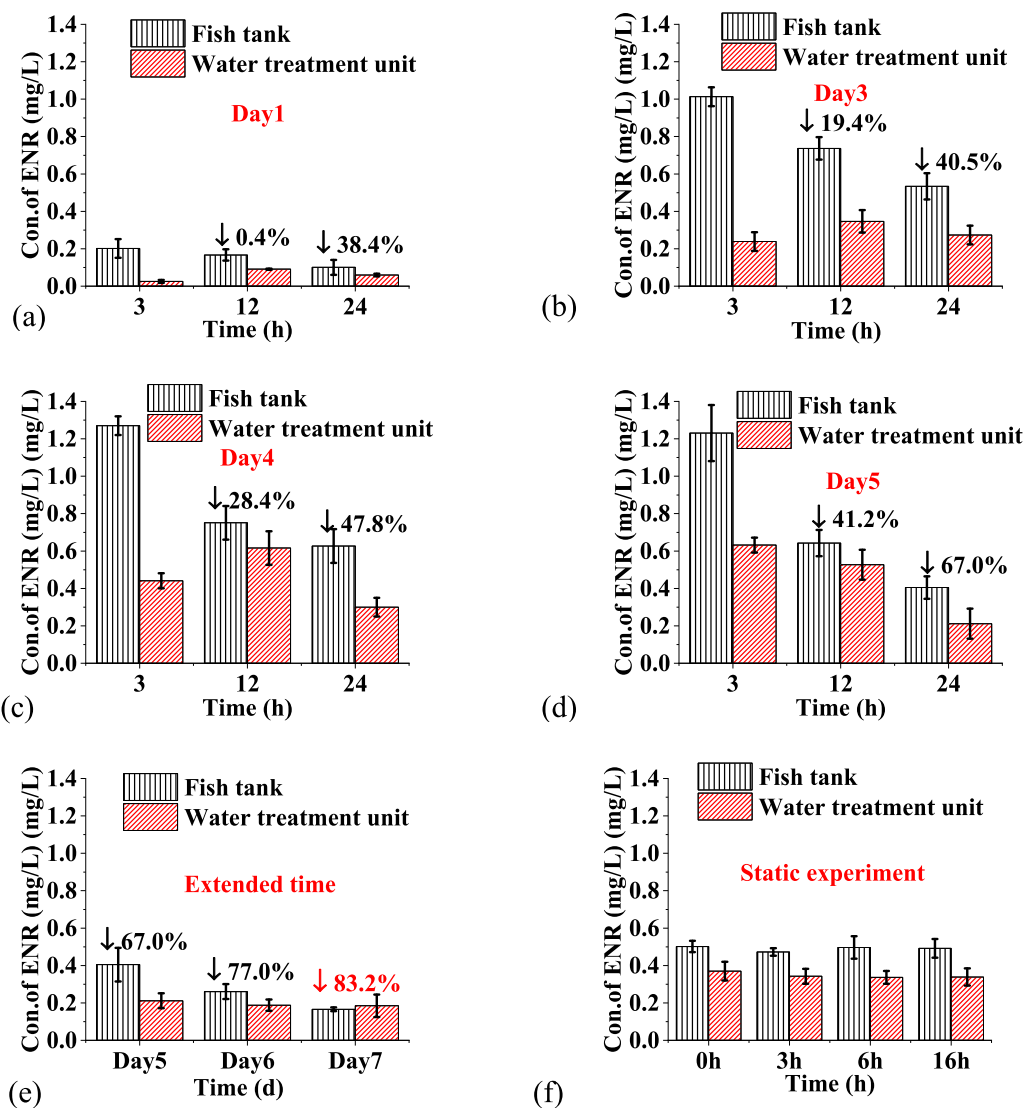 Fish tank
Water treatment unit
Day1
Con.of ENR (mg/L)
1.4
1.2
1.0
0.8
0.6
0.4
0.2
0.0
↓ 0.4%
↓ 38.4%
3 12 24
Time (h)
(a)
Fish tank
Water treatment unit
Day3
Con.of ENR (mg/L) (mg/L)
1.4
1.2
1.0
0.8
0.6
0.4
0.2
0.0
↓ 19.4%
↓ 40.5%
3 12 24
Time (h)
(b)
Fish tank
Water treatment unit
Day4
Con.of ENR (mg/L) (mg/L)
1.4
1.2
1.0
0.8
0.6
0.4
0.2
0.0
↓ 28.4%
↓ 47.8%
3 12 24
Time (h)
(c)
Fish tank
Water treatment unit
Day5
Con.of ENR (mg/L) (mg/L)
1.4
1.2
1.0
0.8
0.6
0.4
0.2
0.0
↓ 41.2%
↓ 67.0%
3 12 24
Time (h)
(d)
Fish tank
Water treatment unit
Extended time
Con.of ENR (mg/L) (mg/L)
1.4
1.2
1.0
0.8
0.6
0.4
0.2
0.0
↓ 67.0%
↓ 77.0%
↓ 83.2%
Day5 Day6 Day7
Time (d)
(e)
Fish tank
Water treatment unit
Static experiment
Con.of ENR (mg/L) (mg/L)
1.4
1.2
1.0
0.8
0.6
0.4
0.2
0.0
0h 3h 6h 16h
Time (h)
(f)